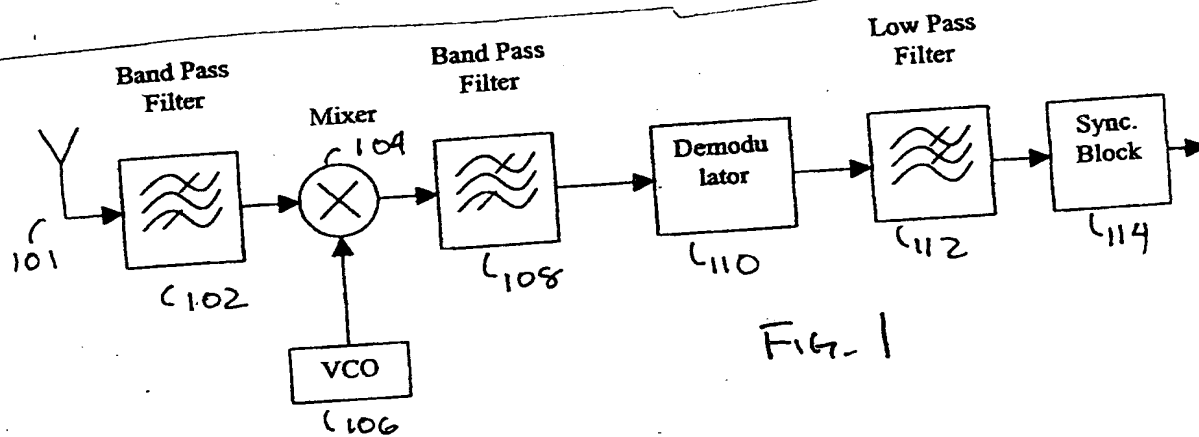 Band Pass
Filter
Band Pass
Filter
Low Pass
Filter
Mixer
104
Demodu
lator
Sync.
Block
101
102
108
110
112
114
VCO
106
FIG. 1